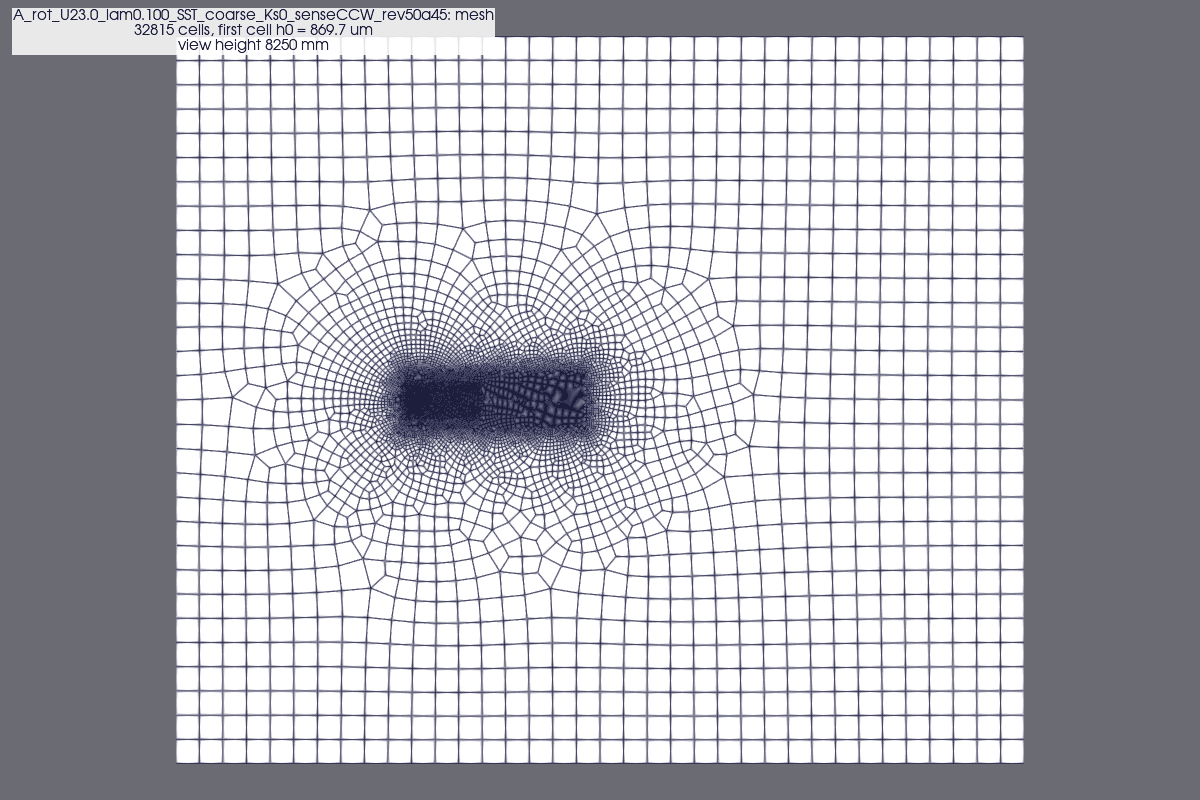 A_rot_U23.0_lam0.100_SST_coarse_Ks0_senseCCW_rev50a45: mesh
32815 cells, first cell h0 = 869.7 um
view height 8250 mm